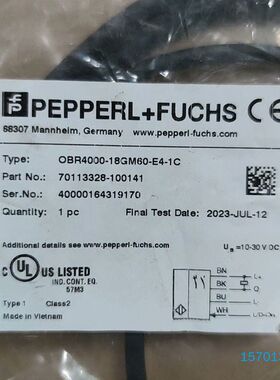 PEPPERL+FUCHS CE
68307 Mannheim, Germany www.pepperl-fuchs.com
Type: OBR4000-18GM60-E4-1C
Part No.: 70113328-100141
Ser.No.: 40000164319170
Quantity: 1 pc Final Test Date: 2023-JUL-12
Additional details see www.pepperl-fuchs.com
UB =10-30 V DC
UL US LISTED
IND. CONT. EQ.
57M3
BN L+
BK Q
BU L-
WH
Type 1 Class2
Made in Vietnam
15701